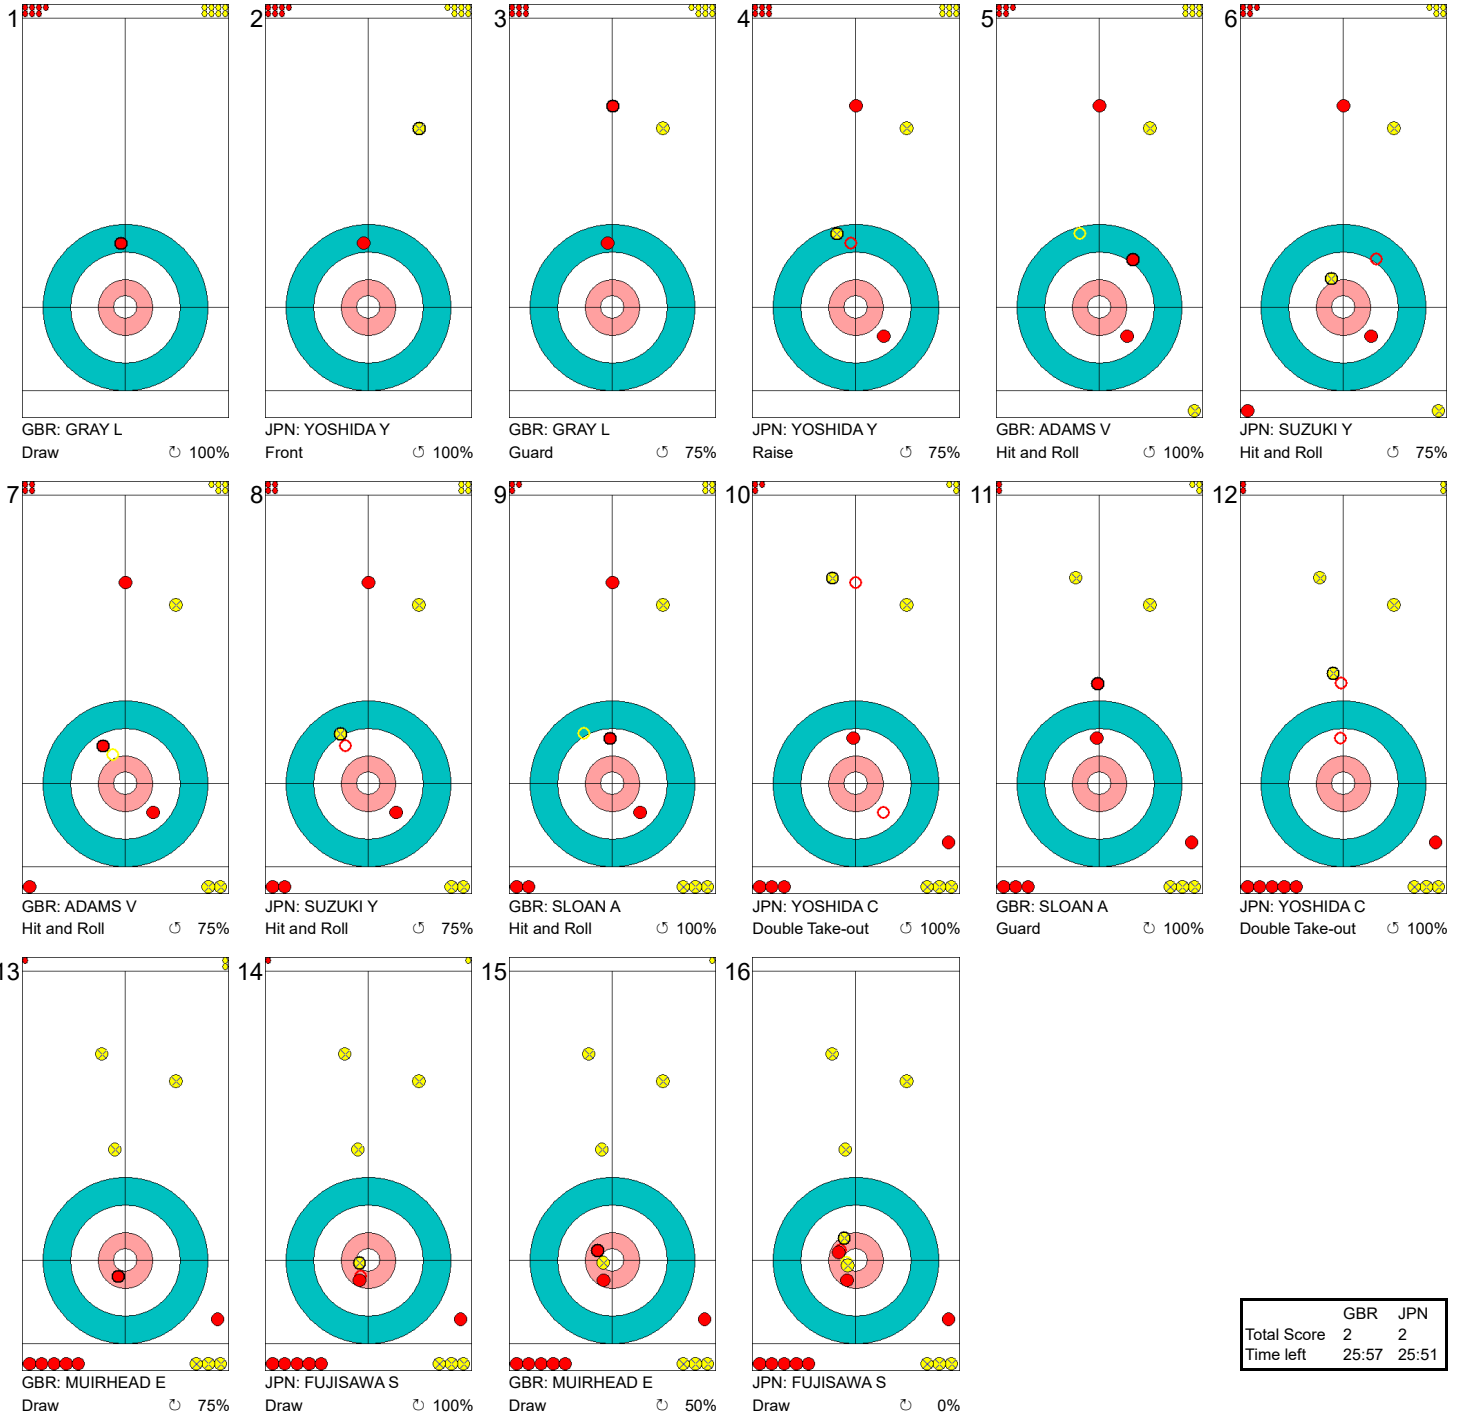 1 2 3 4 5 6
GBR: GRAY L JPN: YOSHIDA Y GBR: GRAY L JPN: YOSHIDA Y GBR: ADAMS V JPN: SUZUKI Y
Draw ↻ 100% Front ↺ 100% Guard ↺ 75% Raise ↺ 75% Hit and Roll ↺ 100% Hit and Roll ↺ 75%
7 8 9 10 11 12
GBR: ADAMS V JPN: SUZUKI Y GBR: SLOAN A JPN: YOSHIDA C GBR: SLOAN A JPN: YOSHIDA C
Hit and Roll ↺ 75% Hit and Roll ↺ 75% Hit and Roll ↺ 100% Double Take-out ↺ 100% Guard ↻ 100% Double Take-out ↺ 100%
13 14 15 16
GBR: MUIRHEAD E JPN: FUJISAWA S GBR: MUIRHEAD E JPN: FUJISAWA S
Draw ↻ 75% Draw ↻ 100% Draw ↻ 50% Draw ↻ 0%
GBR JPN
Total Score 2 2
Time left 25:57 25:51